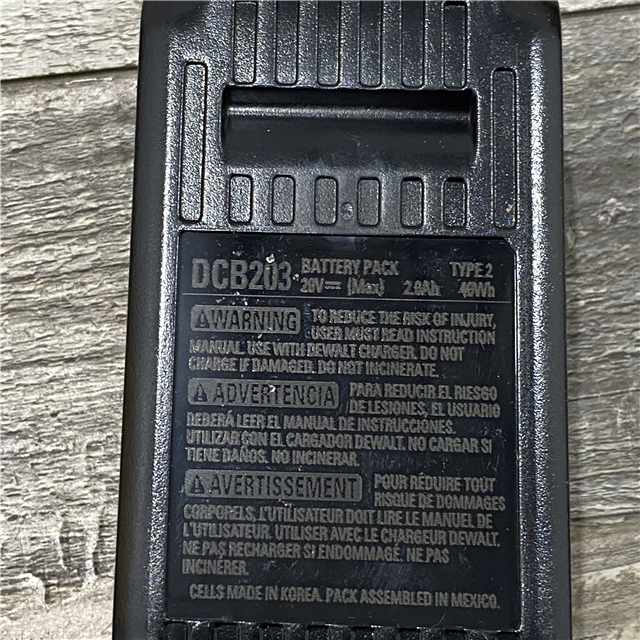 DCB203 BATTERY PACK TYPE 2
20V⎓ (Max) 2.0Ah 40Wh
⚠WARNING TO REDUCE THE RISK OF INJURY,
USER MUST READ INSTRUCTION
MANUAL. USE WITH DEWALT CHARGER. DO NOT
CHARGE IF DAMAGED. DO NOT INCINERATE.
⚠ADVERTENCIA PARA REDUCIR EL RIESGO
DE LESIONES, EL USUARIO
DEBERÁ LEER EL MANUAL DE INSTRUCCIONES.
UTILIZAR CON EL CARGADOR DEWALT. NO CARGAR SI
TIENE DAÑOS. NO INCINERAR.
⚠AVERTISSEMENT POUR RÉDUIRE TOUT
RISQUE DE DOMMAGES
CORPORELS, L'UTILISATEUR DOIT LIRE LE MANUEL DE
L'UTILISATEUR. UTILISER AVEC LE CHARGEUR DEWALT.
NE PAS RECHARGER SI ENDOMMAGÉ. NE PAS
INCINÉRER.
CELLS MADE IN KOREA. PACK ASSEMBLED IN MEXICO.